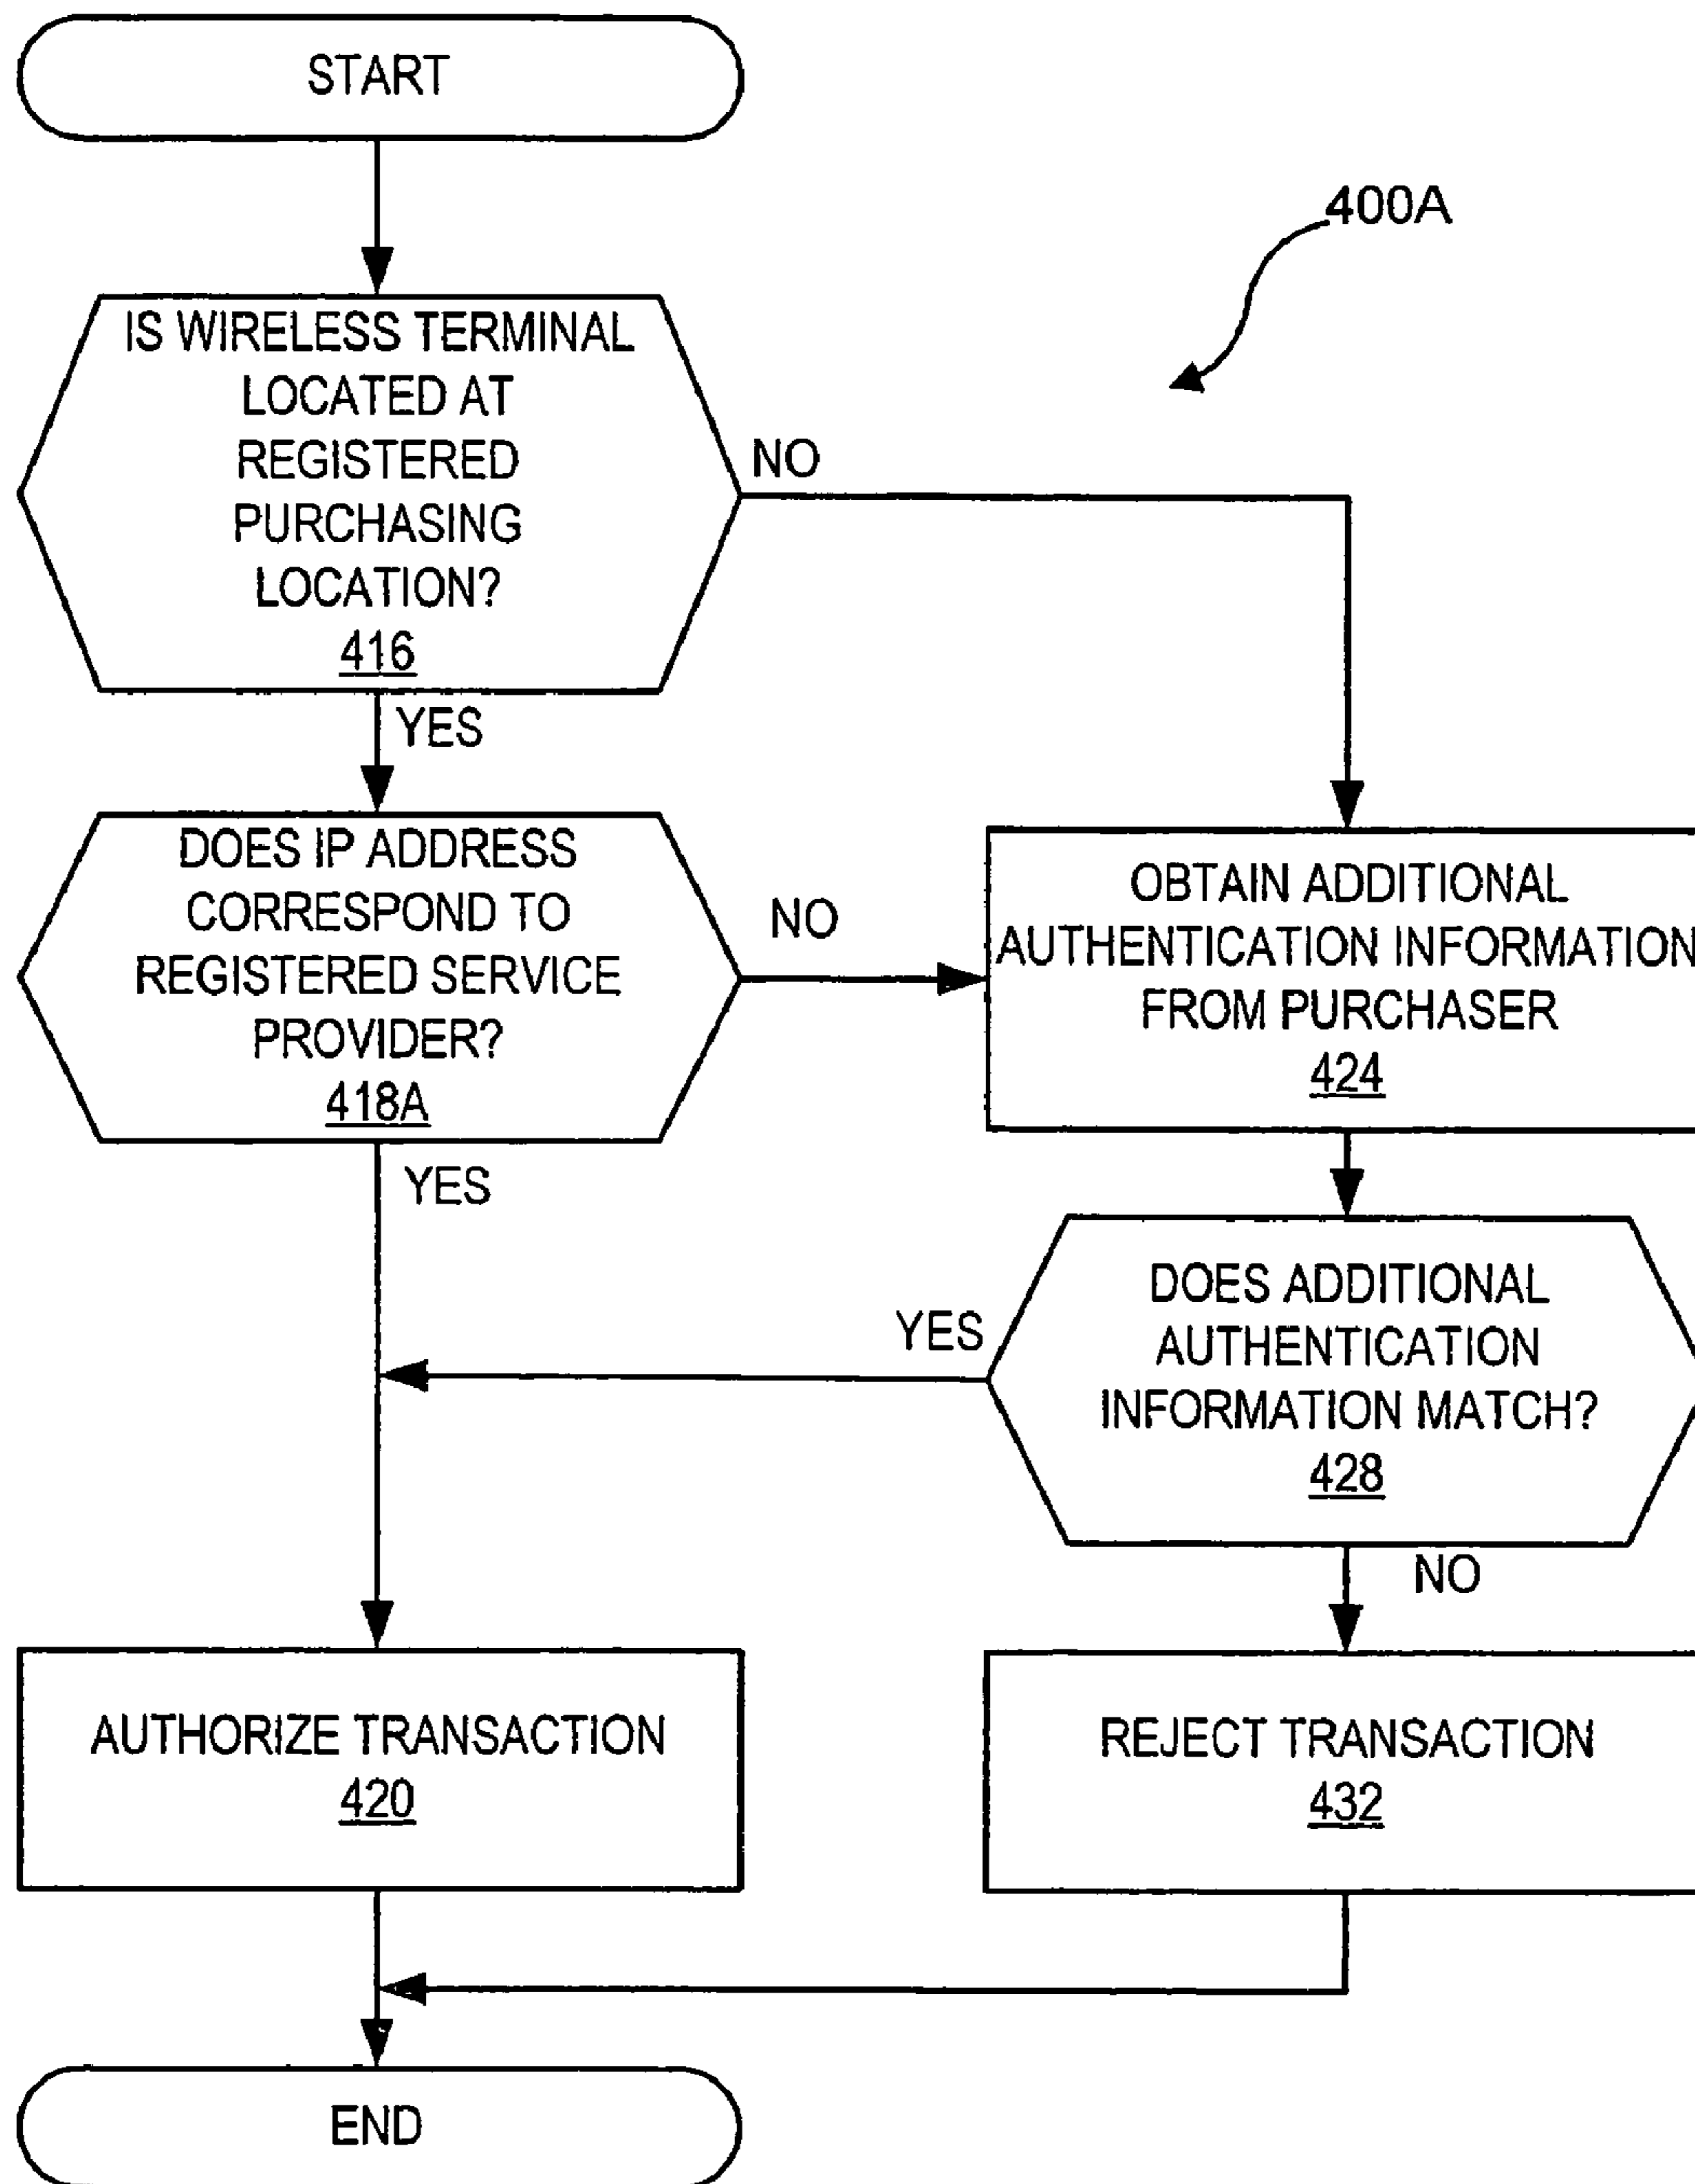 START
400A
IS WIRELESS TERMINAL
LOCATED AT
REGISTERED
PURCHASING
LOCATION?
416
NO
YES
DOES IP ADDRESS
CORRESPOND TO
REGISTERED SERVICE
PROVIDER?
418A
NO
YES
OBTAIN ADDITIONAL
AUTHENTICATION INFORMATION
FROM PURCHASER
424
DOES ADDITIONAL
AUTHENTICATION
INFORMATION MATCH?
428
YES
NO
AUTHORIZE TRANSACTION
420
REJECT TRANSACTION
432
END